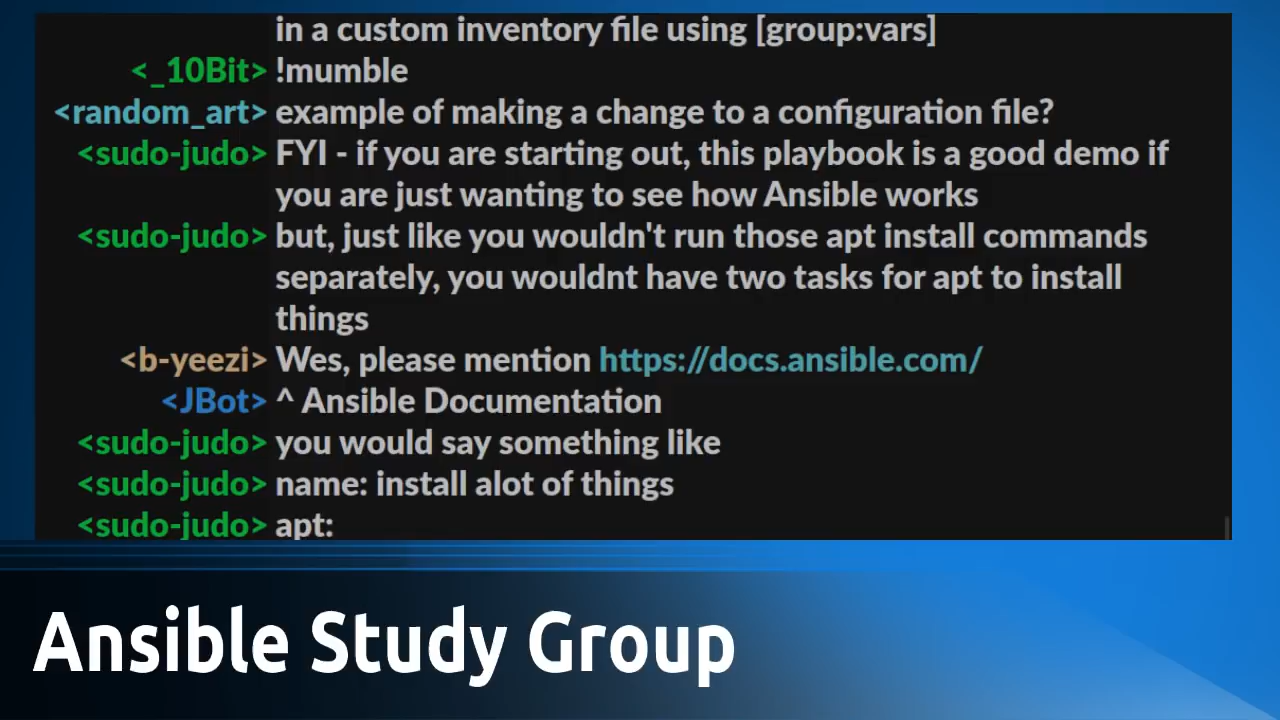 in a custom inventory file using [group:vars]
<_10Bit> !mumble
<random_art> example of making a change to a configuration file?
<sudo-judo> FYI - if you are starting out, this playbook is a good demo if
you are just wanting to see how Ansible works
<sudo-judo> but, just like you wouldn't run those apt install commands
separately, you wouldnt have two tasks for apt to install
things
<b-yeezi> Wes, please mention https://docs.ansible.com/
<JBot> ^ Ansible Documentation
<sudo-judo> you would say something like
<sudo-judo> name: install alot of things
<sudo-judo> apt:
Ansible Study Group